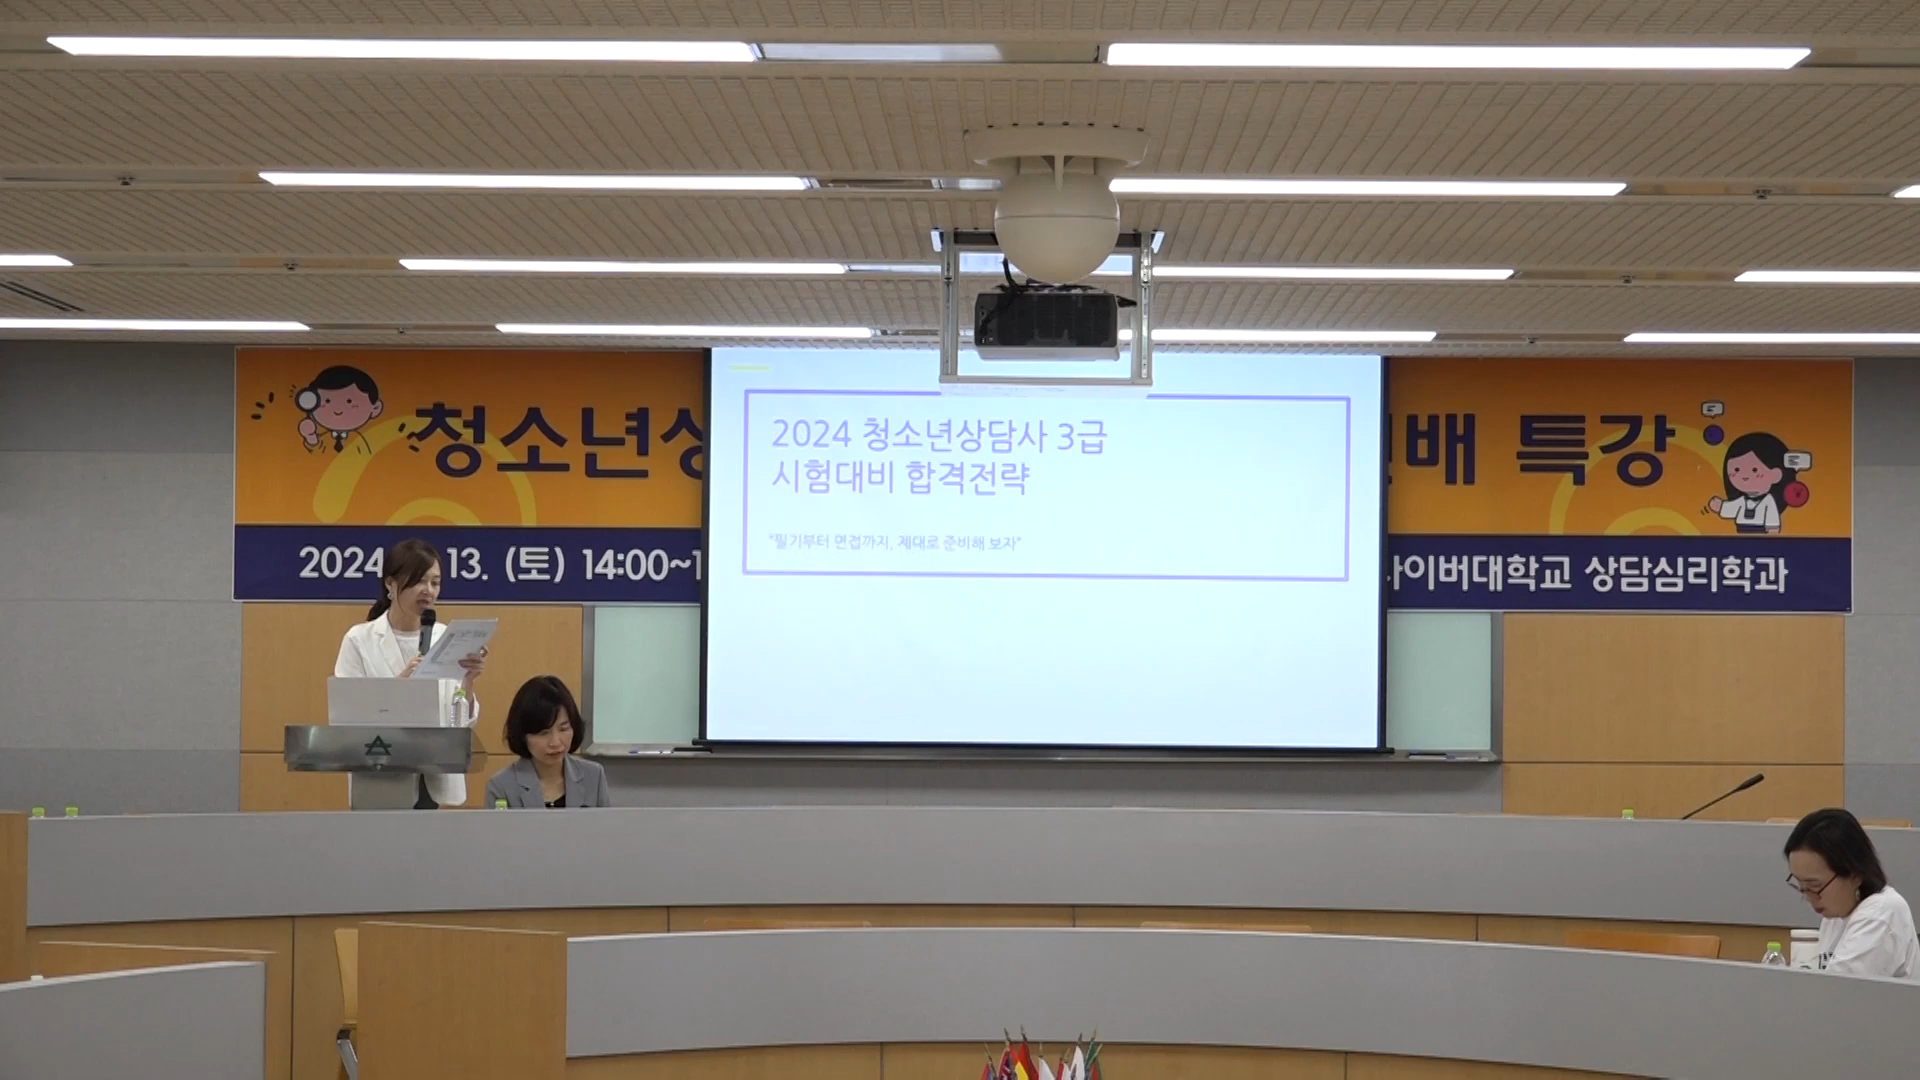 청소년상
배 특강
2024 청소년상담사 3급
시험대비 합격전략
"필기부터 면접까지, 제대로 준비해 보자"
2024
13. (토) 14:00~1
사이버대학교 상담심리학과